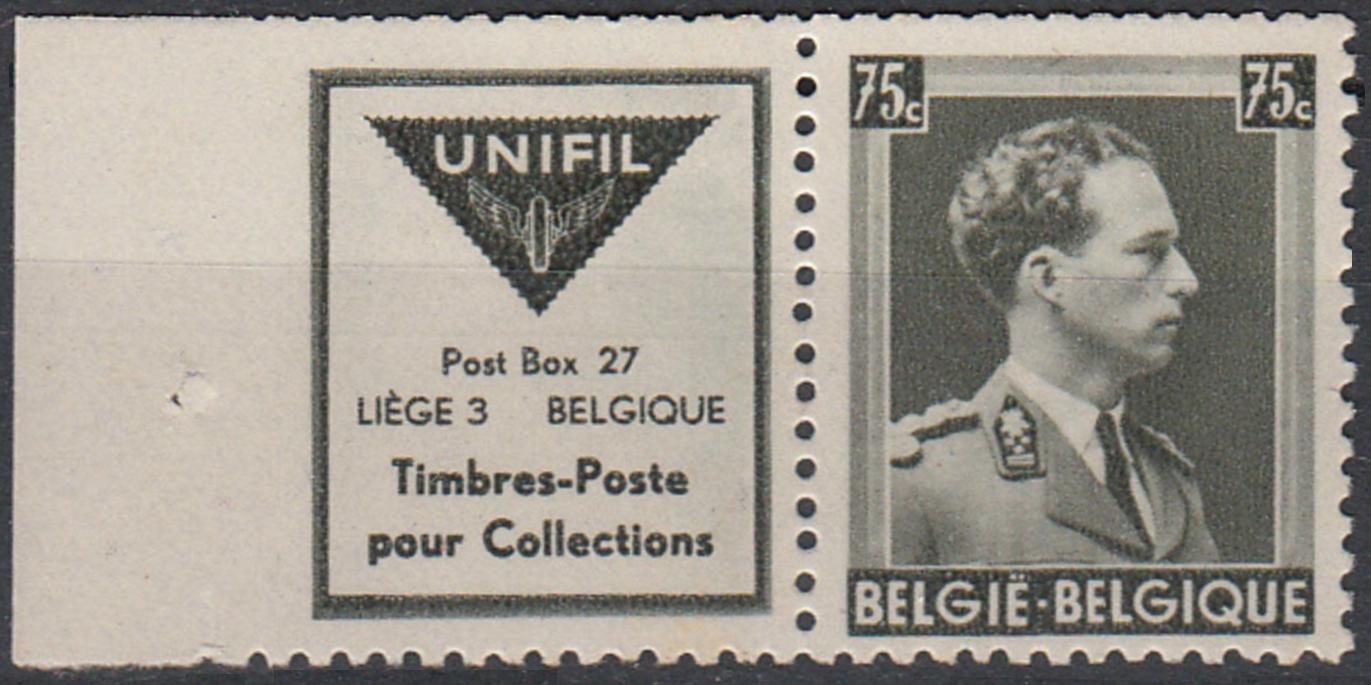 UNIFIL
Post Box 27
LIÈGE 3 BELGIQUE
Timbres-Poste
pour Collections
75c 75c
BELGIË·BELGIQUE